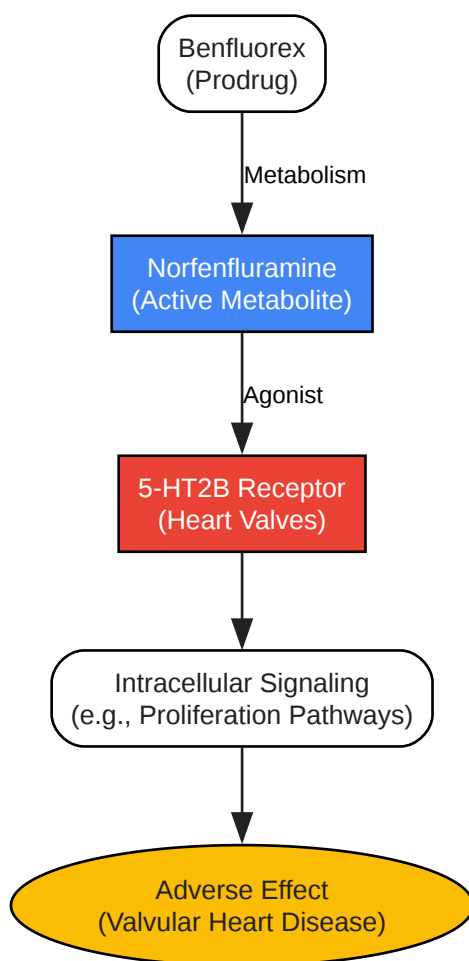 Benfluorex
(Prodrug)
Metabolism
Norfenfluramine
(Active Metabolite)
Agonist
5-HT2B Receptor
(Heart Valves)
Intracellular Signaling
(e.g., Proliferation Pathways)
Adverse Effect
(Valvular Heart Disease)